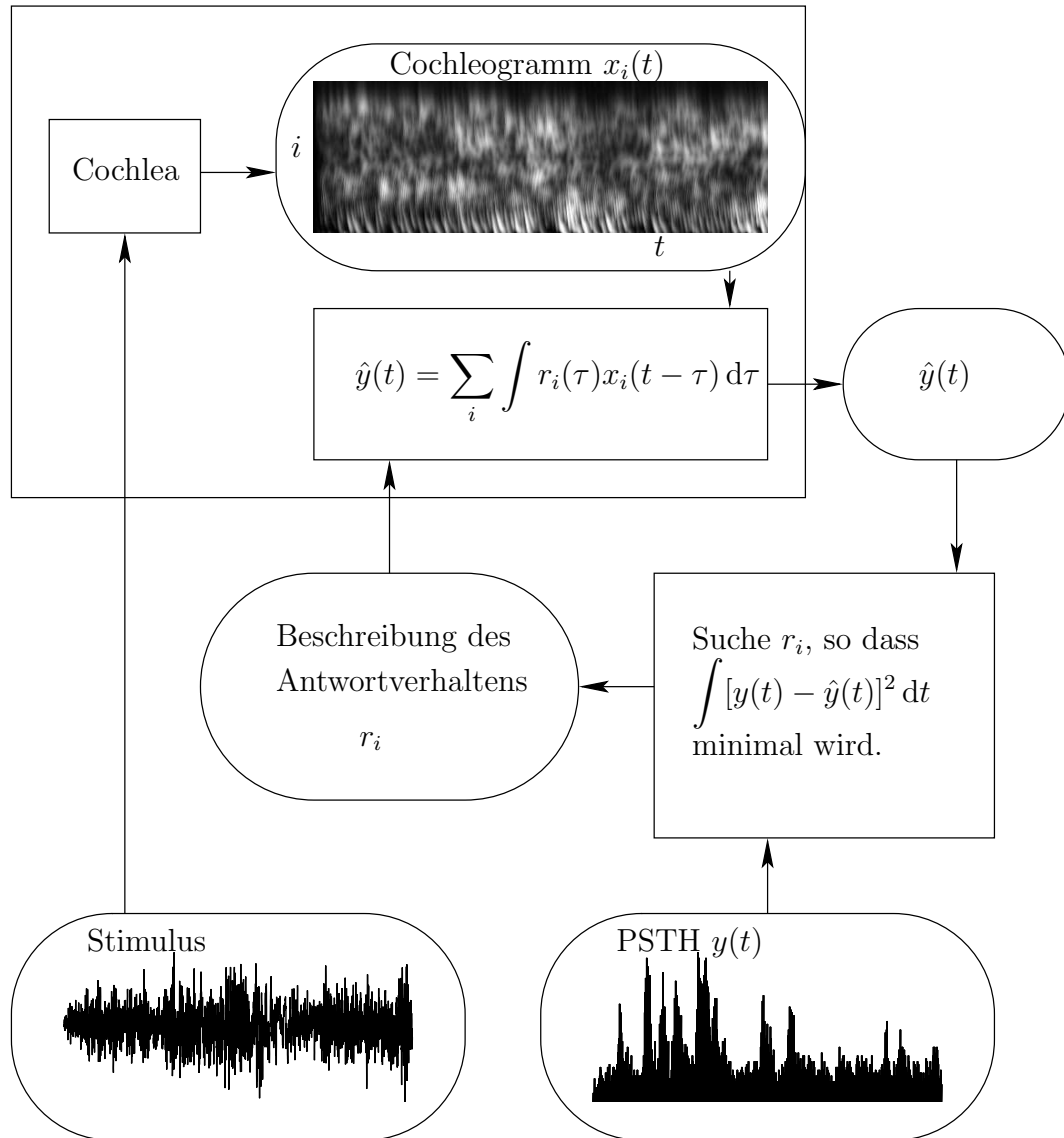 Cochleogramm $x_i(t)$
Cochlea
$i$
$t$
$\hat{y}(t) = \sum_i \int r_i(\tau) x_i(t - \tau) \, \mathrm{d}\tau$
$\hat{y}(t)$
Beschreibung des
Antwortverhaltens
$r_i$
Suche $r_i$, so dass
$\int [y(t) - \hat{y}(t)]^2 \, \mathrm{d}t$
minimal wird.
Stimulus
PSTH $y(t)$